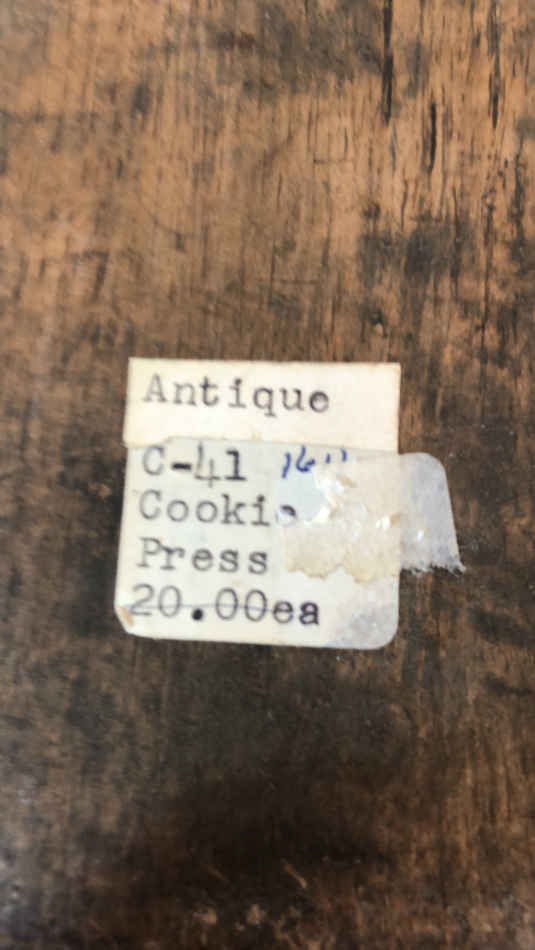 Antique
C-41
Cookie
Press
20.00ea